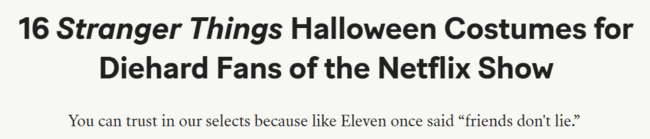 16 Stranger Things Halloween Costumes for
Diehard Fans of the Netflix Show
You can trust in our selects because like Eleven once said “friends don't lie.”